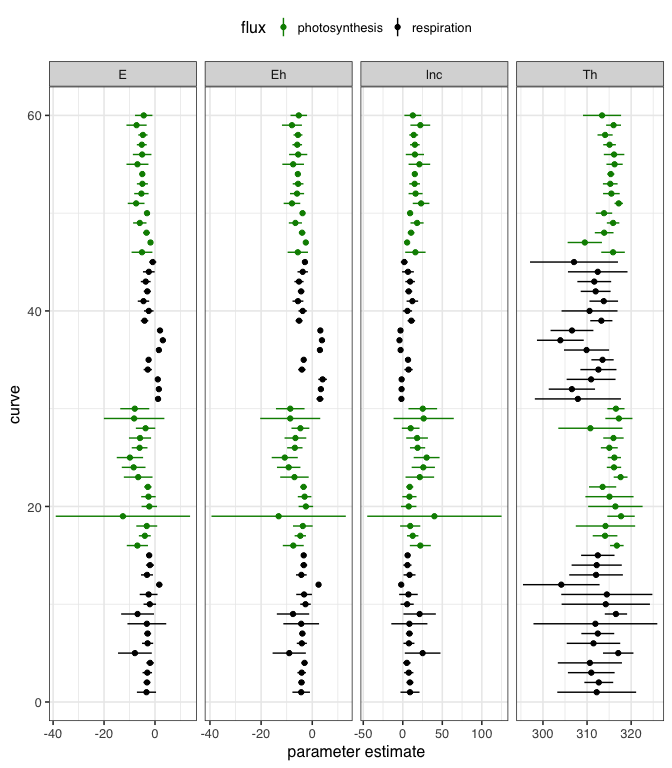 flux photosynthesis respiration
E Eh lnc Th
60
40
20
0
curve
-40 -20 0 -40 -20 0 -50 0 50 100 300 310 320
parameter estimate